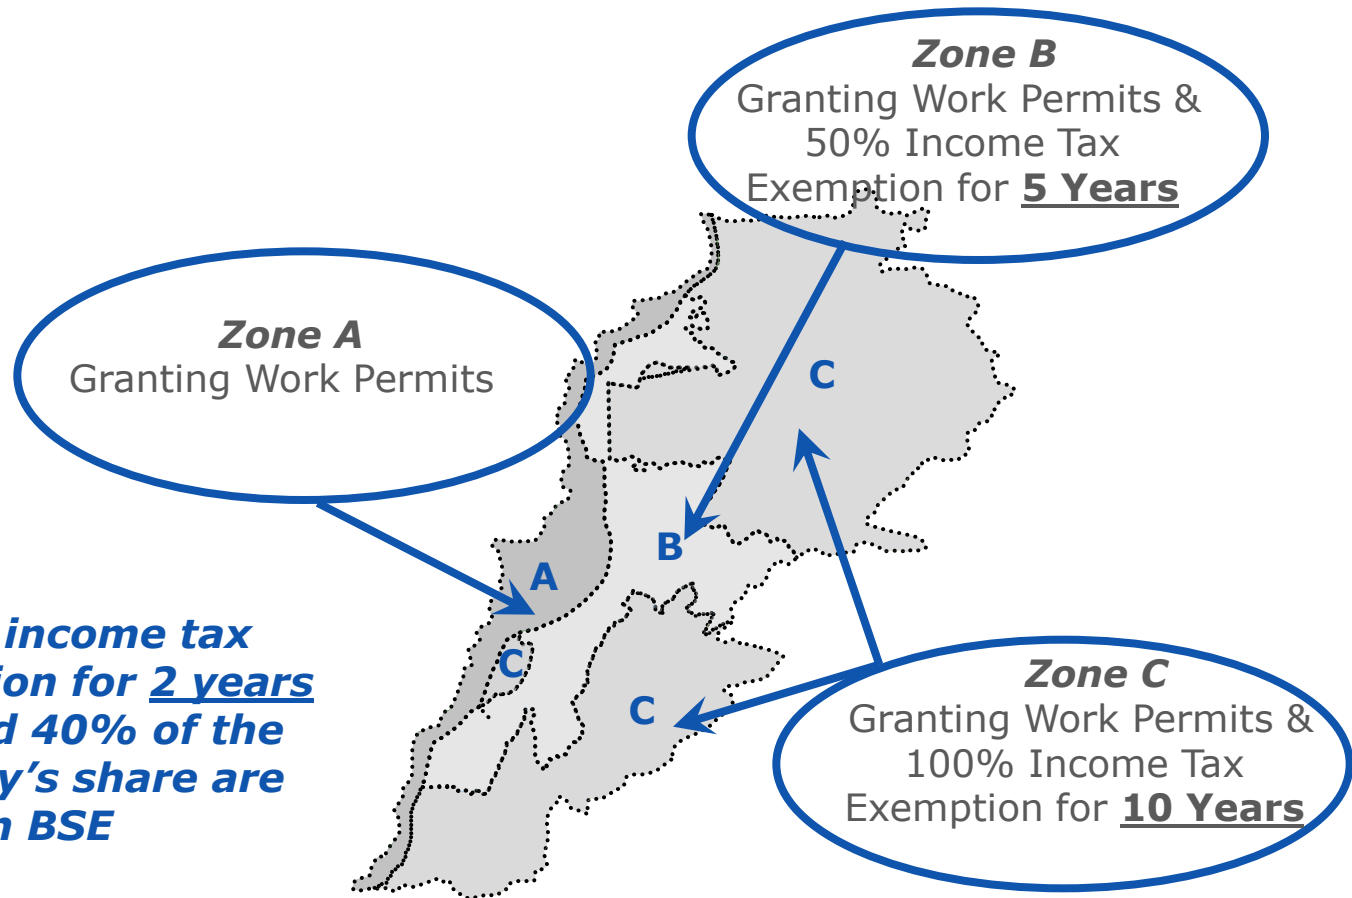 Zone B
Granting Work Permits &
50% Income Tax
Exemption for 5 Years
Zone A
Granting Work Permits
C
B
A
C
C
income tax
ion for 2 years
d 40% of the
y’s share are
n BSE
Zone C
Granting Work Permits &
100% Income Tax
Exemption for 10 Years